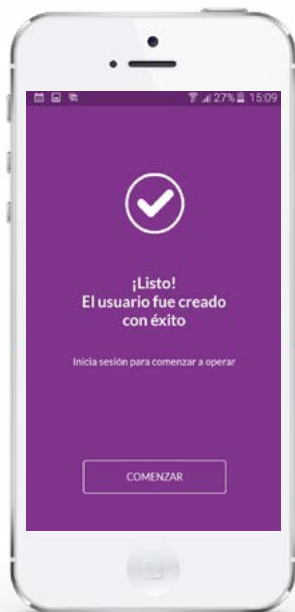 27% 15:09
¡Listo!
El usuario fue creado
con éxito
Inicia sesión para comenzar a operar
COMENZAR